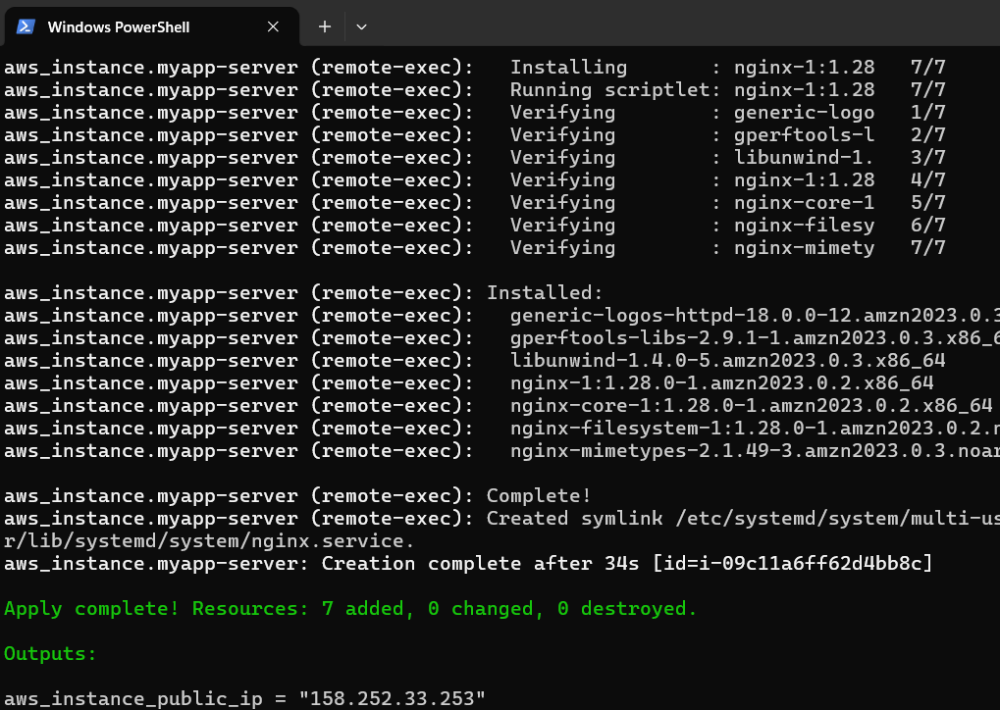 Windows PowerShell
aws_instance.myapp-server (remote-exec):   Installing       : nginx-1:1.28   7/7
aws_instance.myapp-server (remote-exec):   Running scriptlet: nginx-1:1.28   7/7
aws_instance.myapp-server (remote-exec):   Verifying        : generic-logo   1/7
aws_instance.myapp-server (remote-exec):   Verifying        : gperftools-l   2/7
aws_instance.myapp-server (remote-exec):   Verifying        : libunwind-1.   3/7
aws_instance.myapp-server (remote-exec):   Verifying        : nginx-1:1.28   4/7
aws_instance.myapp-server (remote-exec):   Verifying        : nginx-core-1   5/7
aws_instance.myapp-server (remote-exec):   Verifying        : nginx-filesy   6/7
aws_instance.myapp-server (remote-exec):   Verifying        : nginx-mimety   7/7
aws_instance.myapp-server (remote-exec): Installed:
aws_instance.myapp-server (remote-exec):   generic-logos-httpd-18.0.0-12.amzn2023.0.3
aws_instance.myapp-server (remote-exec):   gperftools-libs-2.9.1-1.amzn2023.0.3.x86_6
aws_instance.myapp-server (remote-exec):   libunwind-1.4.0-5.amzn2023.0.3.x86_64
aws_instance.myapp-server (remote-exec):   nginx-1:1.28.0-1.amzn2023.0.2.x86_64
aws_instance.myapp-server (remote-exec):   nginx-core-1:1.28.0-1.amzn2023.0.2.x86_64
aws_instance.myapp-server (remote-exec):   nginx-filesystem-1:1.28.0-1.amzn2023.0.2.n
aws_instance.myapp-server (remote-exec):   nginx-mimetypes-2.1.49-3.amzn2023.0.3.noar
aws_instance.myapp-server (remote-exec): Complete!
aws_instance.myapp-server (remote-exec): Created symlink /etc/systemd/system/multi-us
r/lib/systemd/system/nginx.service.
aws_instance.myapp-server: Creation complete after 34s [id=i-09c11a6ff62d4bb8c]
Apply complete! Resources: 7 added, 0 changed, 0 destroyed.
Outputs:
aws_instance_public_ip = "158.252.33.253"